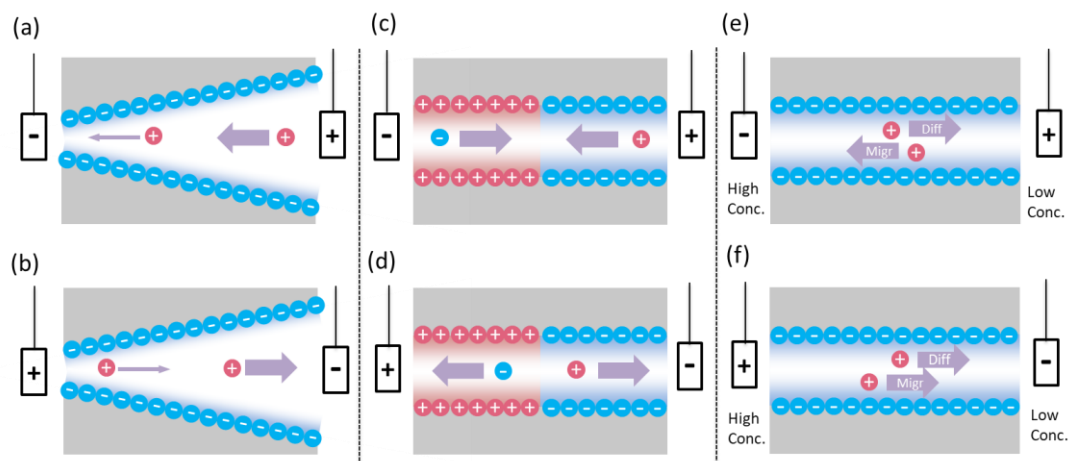 (a)
-
+
(b)
+
-
(c)
-
+
(d)
+
-
(e)
-
+
Diff
Migr
High
Conc.
Low
Conc.
(f)
+
-
Diff
Migr
High
Conc.
Low
Conc.